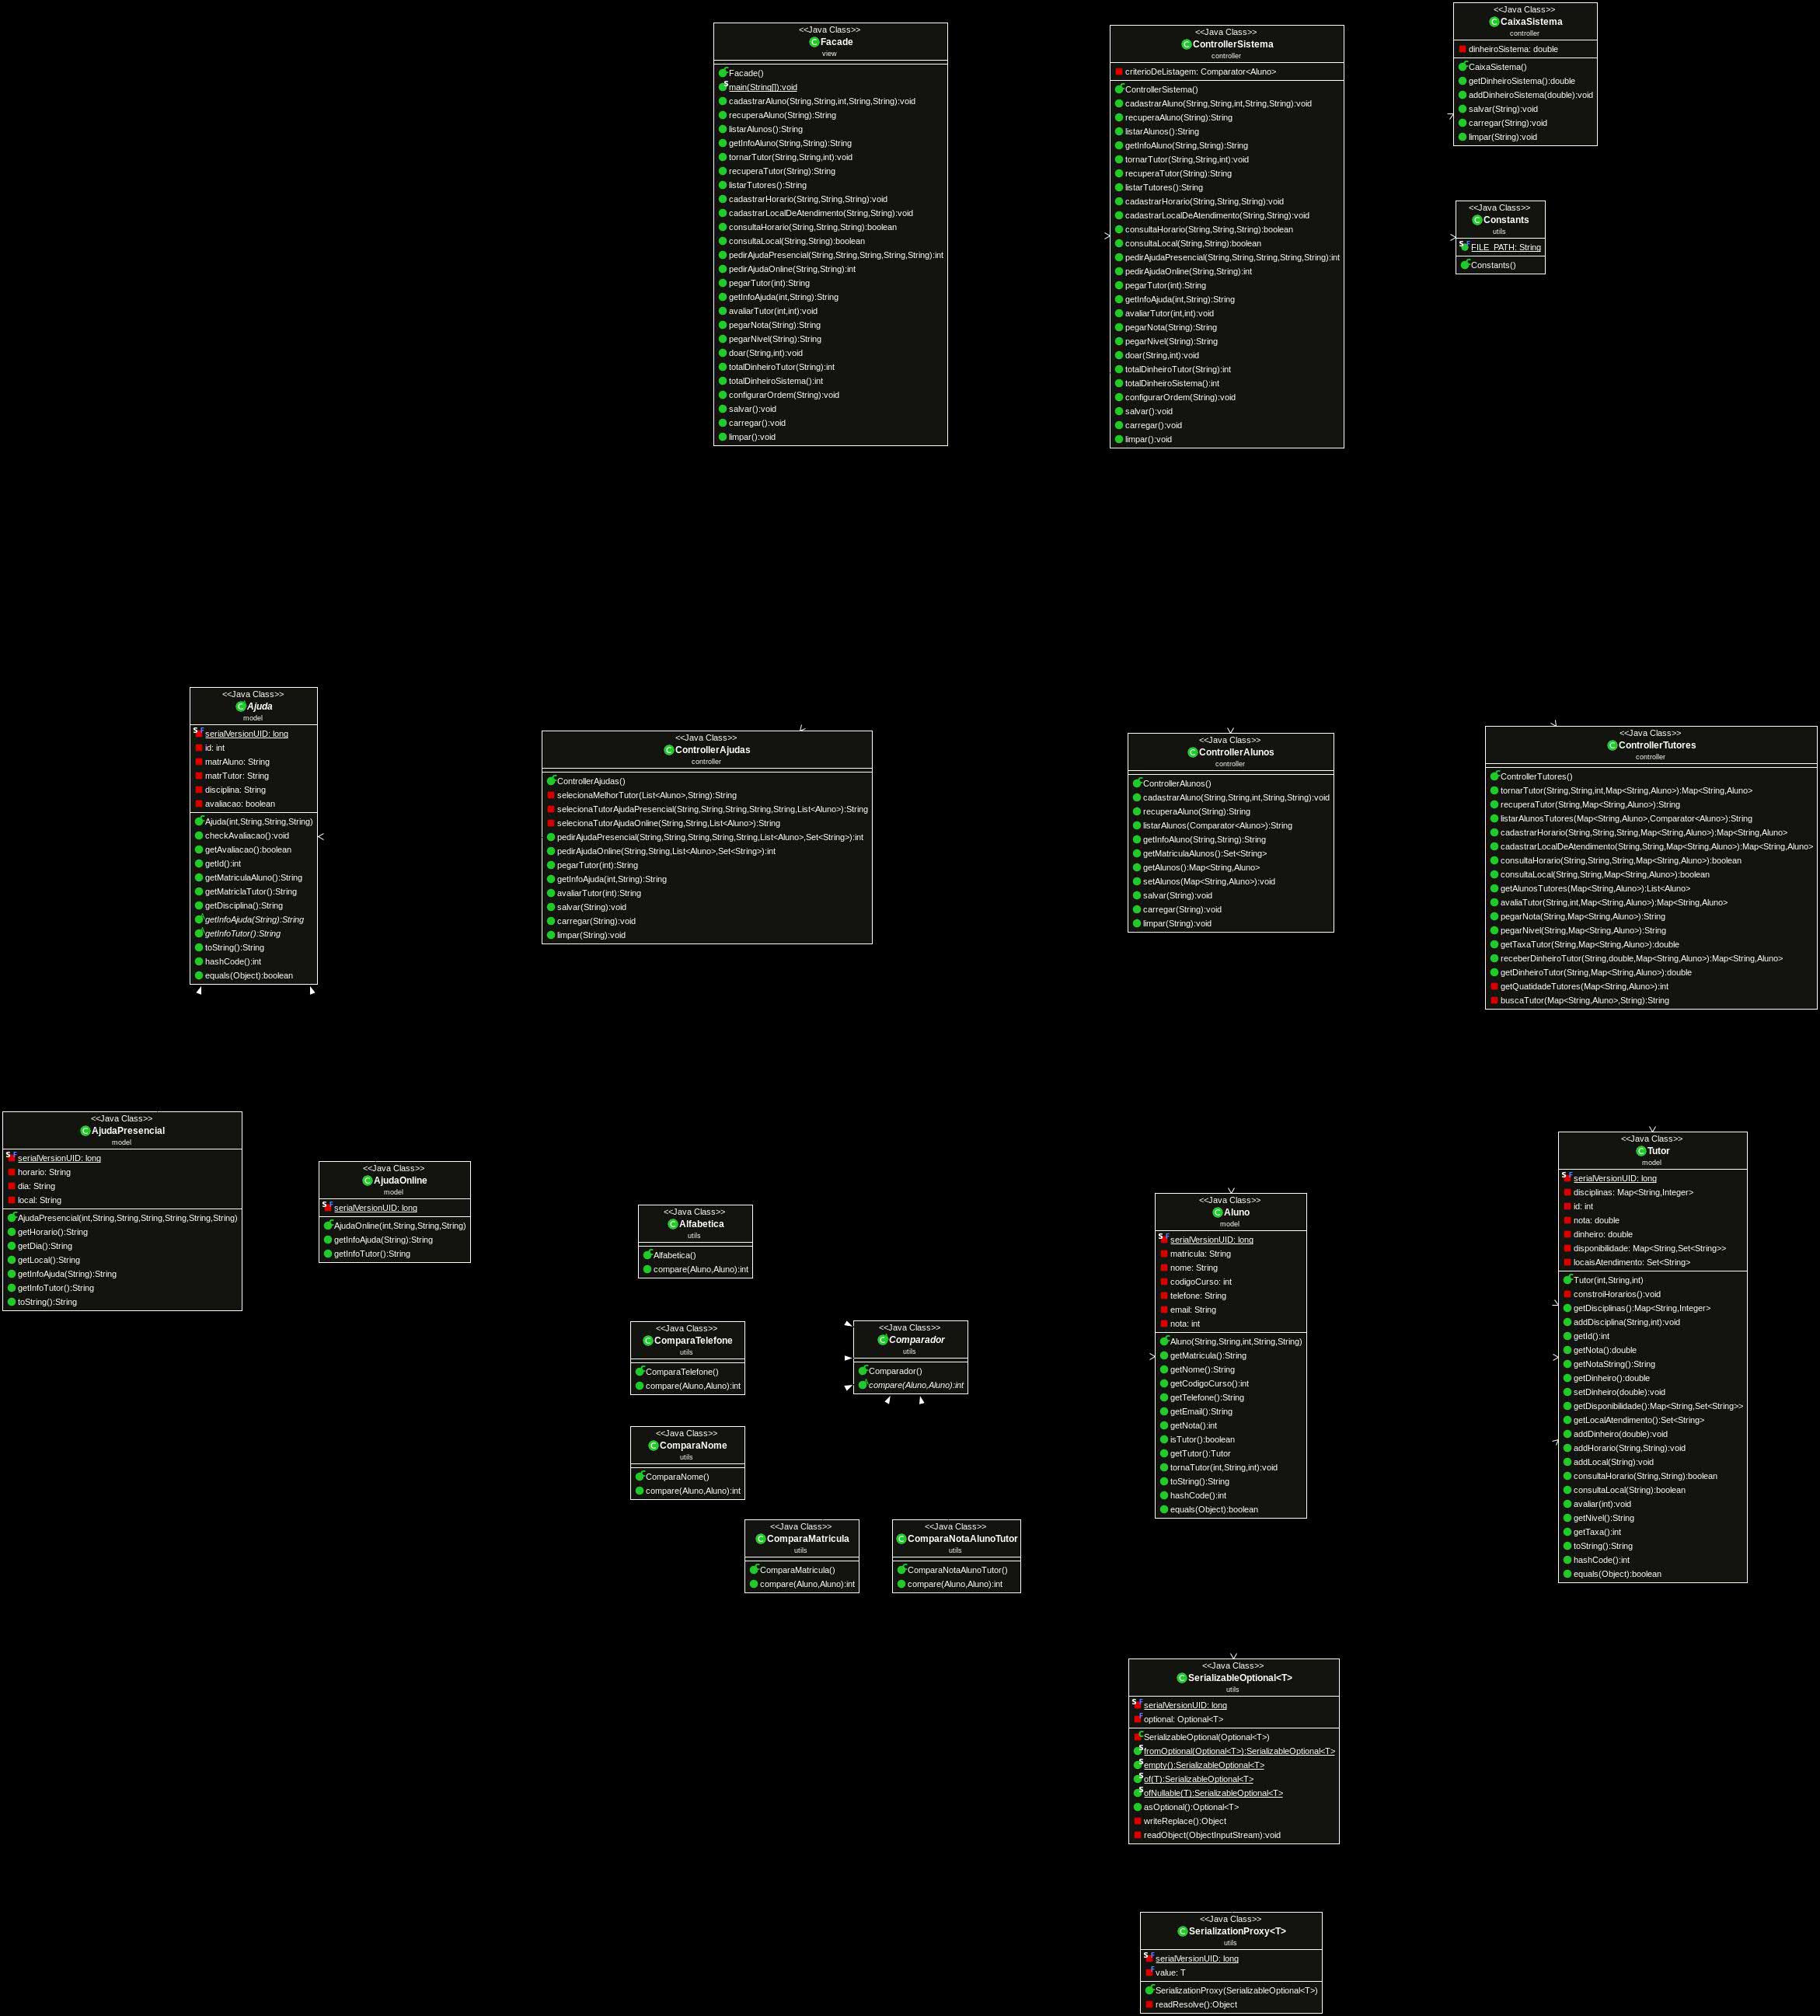 <<Java Class>>
Facade
view
Facade()
main(String[]):void
cadastrarAluno(String,String,int,String,String):void
recuperaAluno(String):String
listarAlunos():String
getInfoAluno(String,String):String
tornarTutor(String,String,int):void
recuperaTutor(String):String
listarTutores():String
cadastrarHorario(String,String,String):void
cadastrarLocalDeAtendimento(String,String):void
consultaHorario(String,String,String):boolean
consultaLocal(String,String):boolean
pedirAjudaPresencial(String,String,String,String,String):int
pedirAjudaOnline(String,String):int
pegarTutor(int):String
getInfoAjuda(int,String):String
avaliarTutor(int,int):void
pegarNota(String):String
pegarNivel(String):String
doar(String,int):void
totalDinheiroTutor(String):int
totalDinheiroSistema():int
configurarOrdem(String):void
salvar():void
carregar():void
limpar():void
<<Java Class>>
ControllerSistema
controller
criterioDeListagem: Comparator<Aluno>
ControllerSistema()
cadastrarAluno(String,String,int,String,String):void
recuperaAluno(String):String
listarAlunos():String
getInfoAluno(String,String):String
tornarTutor(String,String,int):void
recuperaTutor(String):String
listarTutores():String
cadastrarHorario(String,String,String):void
cadastrarLocalDeAtendimento(String,String):void
consultaHorario(String,String,String):boolean
consultaLocal(String,String):boolean
pedirAjudaPresencial(String,String,String,String,String):int
pedirAjudaOnline(String,String):int
pegarTutor(int):String
getInfoAjuda(int,String):String
avaliarTutor(int,int):void
pegarNota(String):String
pegarNivel(String):String
doar(String,int):void
totalDinheiroTutor(String):int
totalDinheiroSistema():int
configurarOrdem(String):void
salvar():void
carregar():void
limpar():void
<<Java Class>>
CaixaSistema
controller
dinheiroSistema: double
CaixaSistema()
getDinheiroSistema():double
addDinheiroSistema(double):void
salvar(String):void
carregar(String):void
limpar(String):void
<<Java Class>>
Constants
utils
FILE_PATH: String
Constants()
<<Java Class>>
Ajuda
model
serialVersionUID: long
id: int
matrAluno: String
matrTutor: String
disciplina: String
avaliacao: boolean
Ajuda(int,String,String,String)
checkAvaliacao():void
getAvaliacao():boolean
getId():int
getMatriculaAluno():String
getMatriclaTutor():String
getDisciplina():String
getInfoAjuda(String):String
getInfoTutor():String
toString():String
hashCode():int
equals(Object):boolean
<<Java Class>>
ControllerAjudas
controller
ControllerAjudas()
selecionaMelhorTutor(List<Aluno>,String):String
selecionaTutorAjudaPresencial(String,String,String,String,String,List<Aluno>):String
selecionaTutorAjudaOnline(String,String,List<Aluno>):String
pedirAjudaPresencial(String,String,String,String,String,List<Aluno>,Set<String>):int
pedirAjudaOnline(String,String,List<Aluno>,Set<String>):int
pegarTutor(int):String
getInfoAjuda(int,String):String
avaliarTutor(int):String
salvar(String):void
carregar(String):void
limpar(String):void
<<Java Class>>
ControllerAlunos
controller
ControllerAlunos()
cadastrarAluno(String,String,int,String,String):void
recuperaAluno(String):String
listarAlunos(Comparator<Aluno>):String
getInfoAluno(String,String):String
getMatriculaAlunos():Set<String>
getAlunos():Map<String,Aluno>
setAlunos(Map<String,Aluno>):void
salvar(String):void
carregar(String):void
limpar(String):void
<<Java Class>>
ControllerTutores
controller
ControllerTutores()
tornarTutor(String,String,int,Map<String,Aluno>):Map<String,Aluno>
recuperaTutor(String,Map<String,Aluno>):String
listarAlunosTutores(Map<String,Aluno>,Comparator<Aluno>):String
cadastrarHorario(String,String,String,Map<String,Aluno>):Map<String,Aluno>
cadastrarLocalDeAtendimento(String,String,Map<String,Aluno>):Map<String,Aluno>
consultaHorario(String,String,String,Map<String,Aluno>):boolean
consultaLocal(String,String,Map<String,Aluno>):boolean
getAlunosTutores(Map<String,Aluno>):List<Aluno>
avaliaTutor(String,int,Map<String,Aluno>):Map<String,Aluno>
pegarNota(String,Map<String,Aluno>):String
pegarNivel(String,Map<String,Aluno>):String
getTaxaTutor(String,Map<String,Aluno>):double
receberDinheiroTutor(String,double,Map<String,Aluno>):Map<String,Aluno>
getDinheiroTutor(String,Map<String,Aluno>):double
getQuatidadeTutores(Map<String,Aluno>):int
buscaTutor(Map<String,Aluno>,String):String
<<Java Class>>
AjudaPresencial
model
serialVersionUID: long
horario: String
dia: String
local: String
AjudaPresencial(int,String,String,String,String,String,String)
getHorario():String
getDia():String
getLocal():String
getInfoAjuda(String):String
getInfoTutor():String
toString():String
<<Java Class>>
AjudaOnline
model
serialVersionUID: long
AjudaOnline(int,String,String,String)
getInfoAjuda(String):String
getInfoTutor():String
<<Java Class>>
Alfabetica
utils
Alfabetica()
compare(Aluno,Aluno):int
<<Java Class>>
ComparaTelefone
utils
ComparaTelefone()
compare(Aluno,Aluno):int
<<Java Class>>
Comparador
utils
Comparador()
compare(Aluno,Aluno):int
<<Java Class>>
ComparaNome
utils
ComparaNome()
compare(Aluno,Aluno):int
<<Java Class>>
ComparaMatricula
utils
ComparaMatricula()
compare(Aluno,Aluno):int
<<Java Class>>
ComparaNotaAlunoTutor
utils
ComparaNotaAlunoTutor()
compare(Aluno,Aluno):int
<<Java Class>>
Aluno
model
serialVersionUID: long
matricula: String
nome: String
codigoCurso: int
telefone: String
email: String
nota: int
Aluno(String,String,int,String,String)
getMatricula():String
getNome():String
getCodigoCurso():int
getTelefone():String
getEmail():String
getNota():int
isTutor():boolean
getTutor():Tutor
tornaTutor(int,String,int):void
toString():String
hashCode():int
equals(Object):boolean
<<Java Class>>
Tutor
model
serialVersionUID: long
disciplinas: Map<String,Integer>
id: int
nota: double
dinheiro: double
disponibilidade: Map<String,Set<String>>
locaisAtendimento: Set<String>
Tutor(int,String,int)
constroiHorarios():void
getDisciplinas():Map<String,Integer>
addDisciplina(String,int):void
getId():int
getNota():double
getNotaString():String
getDinheiro():double
setDinheiro(double):void
getDisponibilidade():Map<String,Set<String>>
getLocalAtendimento():Set<String>
addDinheiro(double):void
addHorario(String,String):void
addLocal(String):void
consultaHorario(String,String):boolean
consultaLocal(String):boolean
avaliar(int):void
getNivel():String
getTaxa():int
toString():String
hashCode():int
equals(Object):boolean
<<Java Class>>
SerializableOptional<T>
utils
serialVersionUID: long
optional: Optional<T>
SerializableOptional(Optional<T>)
fromOptional(Optional<T>):SerializableOptional<T>
empty():SerializableOptional<T>
of(T):SerializableOptional<T>
ofNullable(T):SerializableOptional<T>
asOptional():Optional<T>
writeReplace():Object
readObject(ObjectInputStream):void
<<Java Class>>
SerializationProxy<T>
utils
serialVersionUID: long
value: T
SerializationProxy(SerializableOptional<T>)
readResolve():Object